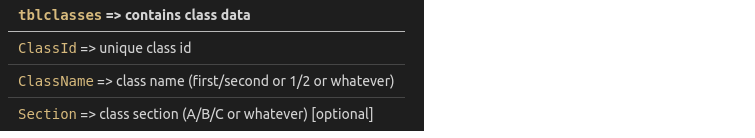 tblclasses => contains class data
ClassId => unique class id
ClassName => class name (first/second or 1/2 or whatever)
Section => class section (A/B/C or whatever) [optional]